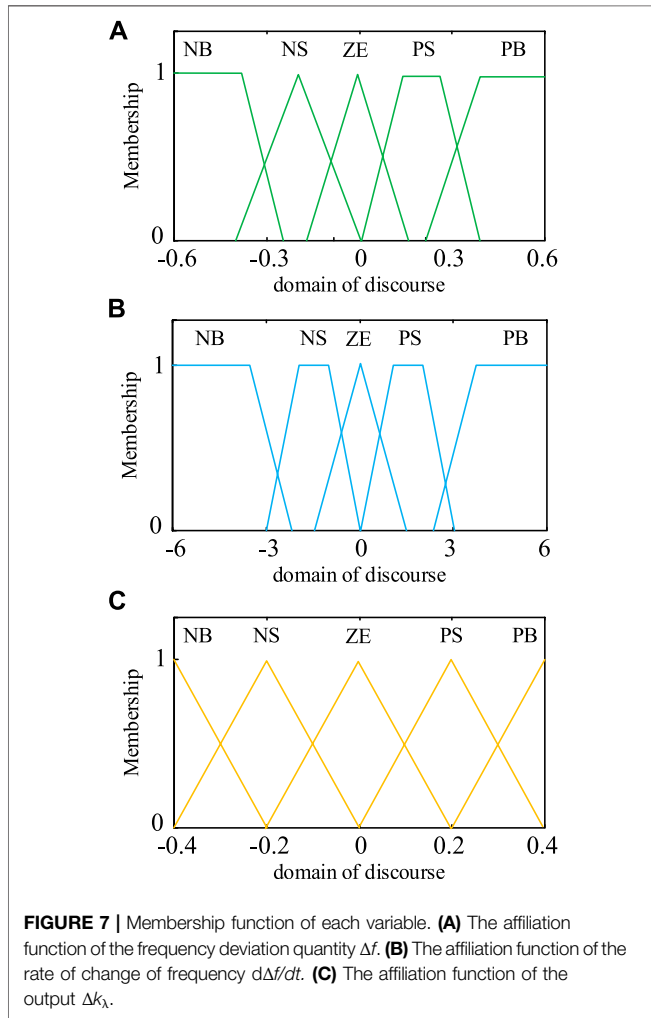 A
NB NS ZE PS PB
1
Membership
0
-0.6 -0.3 0 0.3 0.6
domain of discourse
B
NB NS ZE PS PB
1
Membership
0
-6 -3 0 3 6
domain of discourse
C
NB NS ZE PS PB
1
Membership
0
-0.4 -0.2 0 0.2 0.4
domain of discourse
FIGURE 7 | Membership function of each variable. (A) The affiliation
function of the frequency deviation quantity Δf. (B) The affiliation function of the
rate of change of frequency dΔf/dt. (C) The affiliation function of the
output Δkλ.